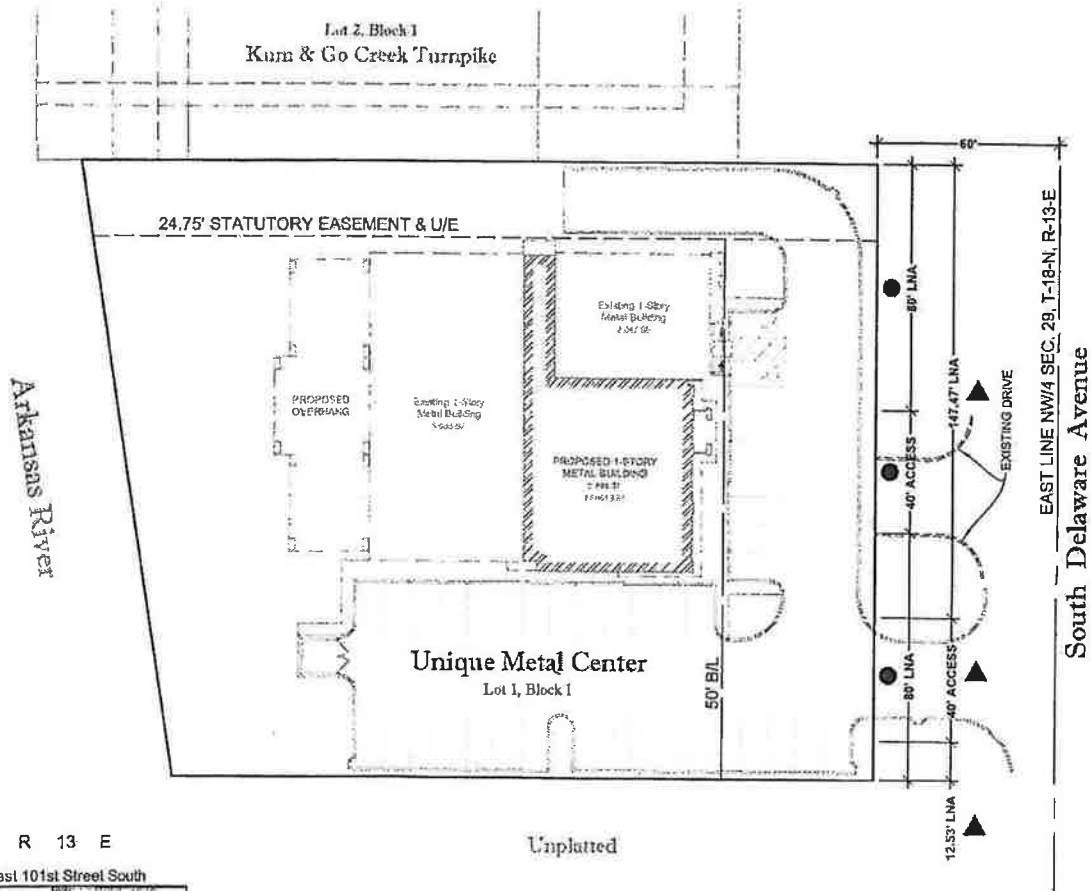 Lot 2, Block 1
Kum & Go Creek Turnpike
60'
24.75' STATUTORY EASEMENT & U/E
80' LNA
147.47' LNA
EAST LINE NW/4 SEC. 29, T-18-N, R-13-E
South Delaware Avenue
Existing 1-Story
Metal Building
PROPOSED
OVERHANG
Existing 1-Story
Metal Building
PROPOSED 1-STORY
METAL BUILDING
Arkansas River
EXISTING DRIVE
40' ACCESS
Unique Metal Center
Lot 1, Block 1
50' B/L
80' LNA
40' ACCESS
12.53' LNA
Unplatted
R 13 E
ast 101st Street South